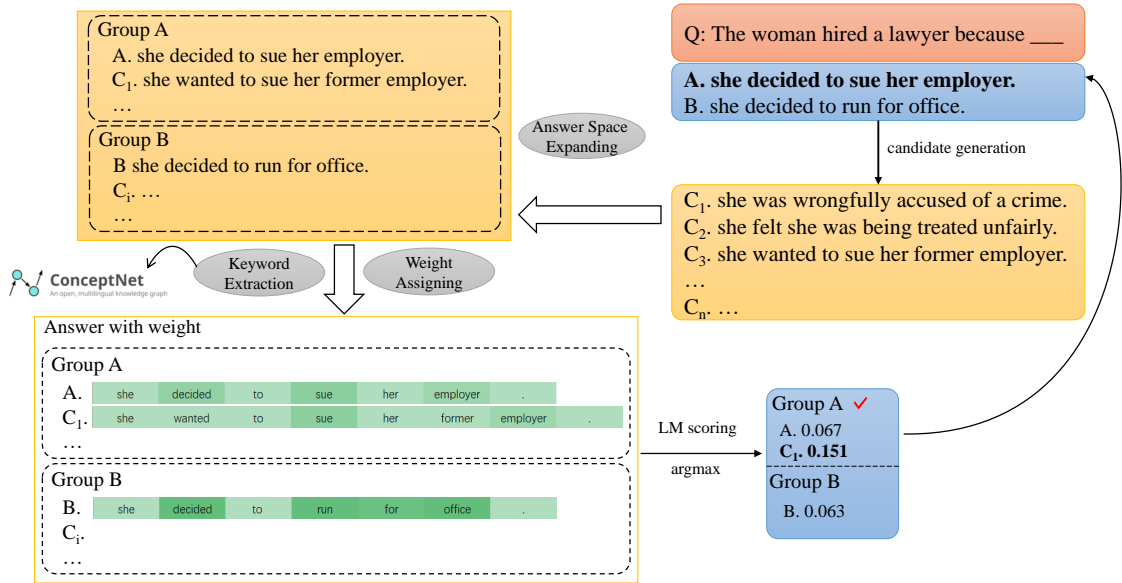 Q: The woman hired a lawyer because ___
A. she decided to sue her employer.
B. she decided to run for office.
candidate generation
C1. she was wrongfully accused of a crime.
C2. she felt she was being treated unfairly.
C3. she wanted to sue her former employer.
…
Cn. …
Answer Space
Expanding
Group A
A. she decided to sue her employer.
C1. she wanted to sue her former employer.
…
Group B
B she decided to run for office.
Ci. …
…
Keyword
Extraction
Weight
Assigning
ConceptNet
An open, multilingual knowledge graph
Answer with weight
Group A
A. she decided to sue her employer .
C1. she wanted to sue her former employer .
…
Group B
B. she decided to run for office .
Ci.
…
LM scoring
argmax
Group A
A. 0.067
C1. 0.151
Group B
B. 0.063